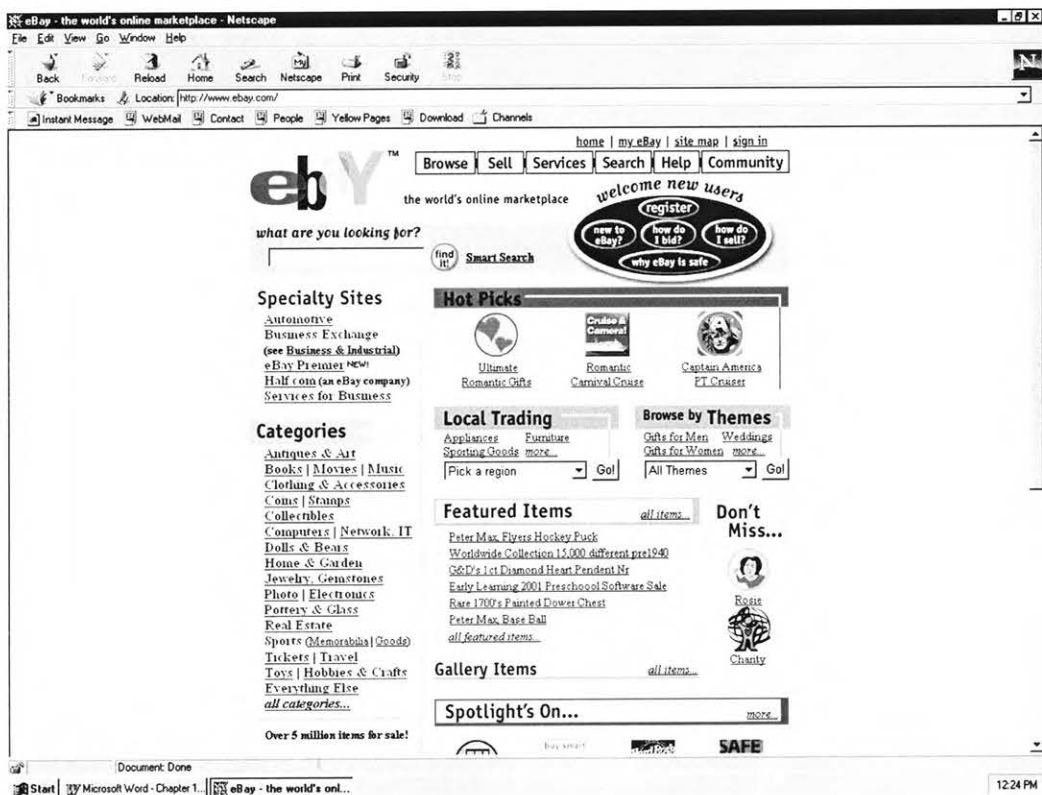 eBay - the world's online marketplace - Netscape
File Edit View Go Window Help
Back Forward Reload Home Search Netscape Print Security Stop
Bookmarks Location: http://www.ebay.com/
Instant Message WebMail Contact People Yellow Pages Download Channels
home | my eBay | site map | sign in
ebY™
Browse Sell Services Search Help Community
the world's online marketplace
welcome new users
register
new to eBay? how do I bid? how do I sell?
why eBay is safe
what are you looking for?
find it! Smart Search
Specialty Sites
Automotive
Business Exchange
(see Business & Industrial)
eBay Premier NEW!
Half.com (an eBay company)
Services for Business
Categories
Antiques & Art
Books | Movies | Music
Clothing & Accessories
Coins | Stamps
Collectibles
Computers | Network, IT
Dolls & Bears
Home & Garden
Jewelry, Gemstones
Photo | Electronics
Pottery & Glass
Real Estate
Sports (Memorabilia | Goods)
Tickets | Travel
Toys | Hobbies & Crafts
Everything Else
all categories...
Over 5 million items for sale!
Hot Picks
Cruise A Camera!
Ultimate Romantic Gifts
Romantic Carnival Cruise
Captain America PT Cruiser
Local Trading
Appliances Furniture
Sporting Goods more...
Pick a region Go!
Browse by Themes
Gifts for Men Weddings
Gifts for Women more...
All Themes Go!
Featured Items all items...
Peter Max Flyers Hockey Puck
Worldwide Collection 15,000 different pre1940
G&D's 1ct Diamond Heart Pendent Nr
Early Learning 2001 Preschoool Software Sale
Rare 1700's Painted Dower Chest
Peter Max Base Ball
all featured items...
Don't Miss...
Rosie
Charity
Gallery Items all items...
Spotlight's On... more...
buy smart
SAFE
Document: Done
Start Microsoft Word - Chapter 1... eBay - the world's onl... 12:24 PM